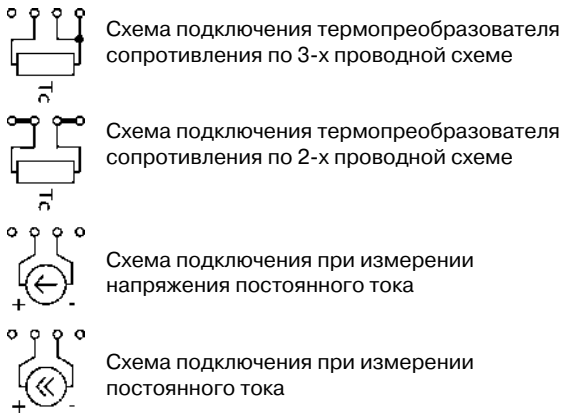 Схема подключения термопреобразователя
сопротивления по 3-х проводной схеме
Тс
Схема подключения термопреобразователя
сопротивления по 2-х проводной схеме
Тс
Схема подключения при измерении
напряжения постоянного тока
+ -
Схема подключения при измерении
постоянного тока
+ -